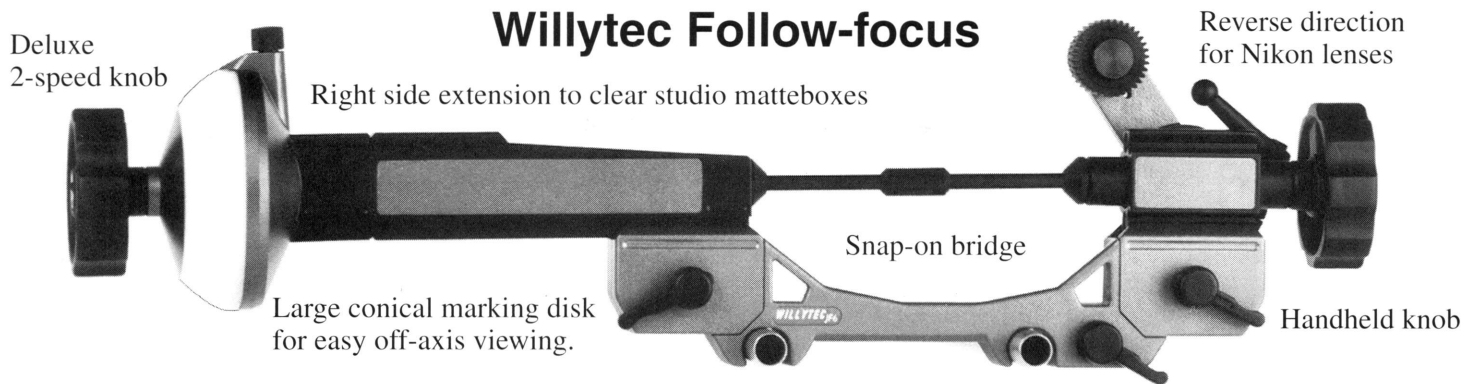 Willytec Follow-focus
Deluxe
2-speed knob
Right side extension to clear studio matteboxes
Reverse direction
for Nikon lenses
Snap-on bridge
Large conical marking disk
for easy off-axis viewing.
WILLYTEC
Handheld knob